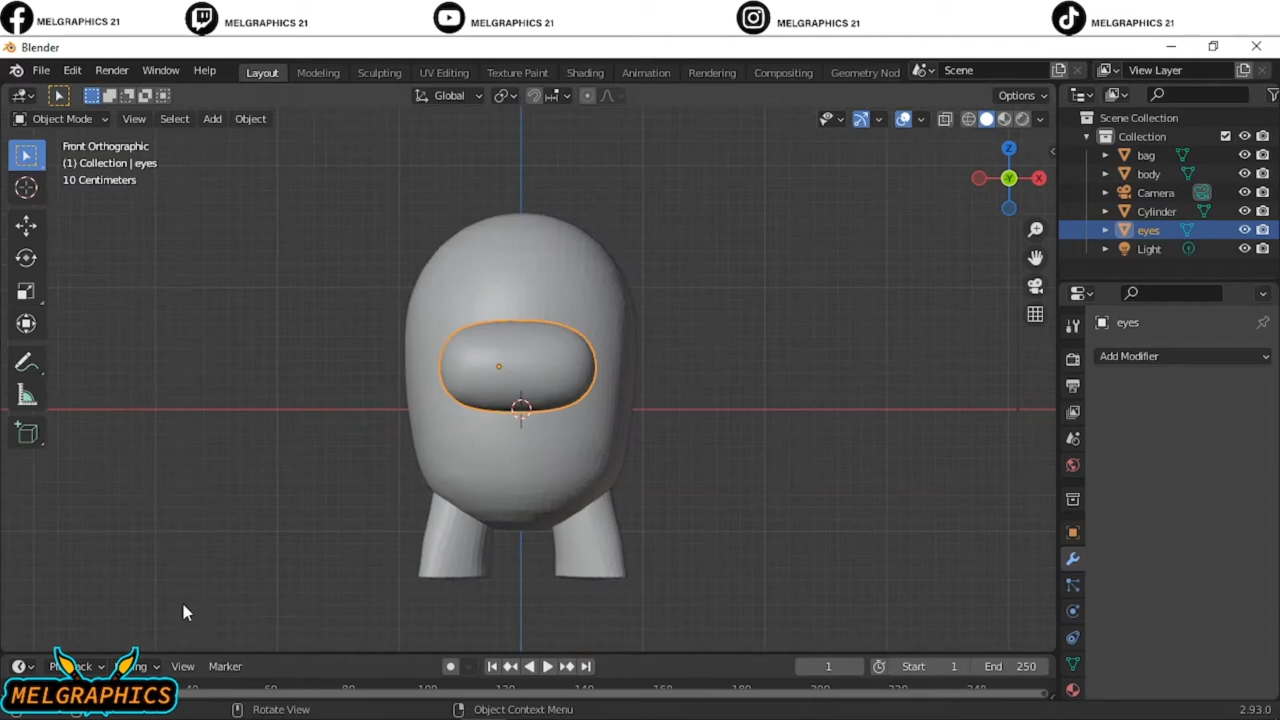 MELGRAPHICS 21
MELGRAPHICS 21
MELGRAPHICS 21
MELGRAPHICS 21
MELGRAPHICS 21
Blender
File Edit Render Window Help Layout Modeling Sculpting UV Editing Texture Paint Shading Animation Rendering Compositing Geometry Nod Scene View Layer
Global Options
Object Mode View Select Add Object
Front Orthographic
(1) Collection | eyes
10 Centimeters
Z
Y
X
Scene Collection
Collection
bag
body
Camera
Cylinder
eyes
Light
eyes
Add Modifier
View Marker 1 Start 1 End 250
MELGRAPHICS
Rotate View Object Context Menu 2.93.0